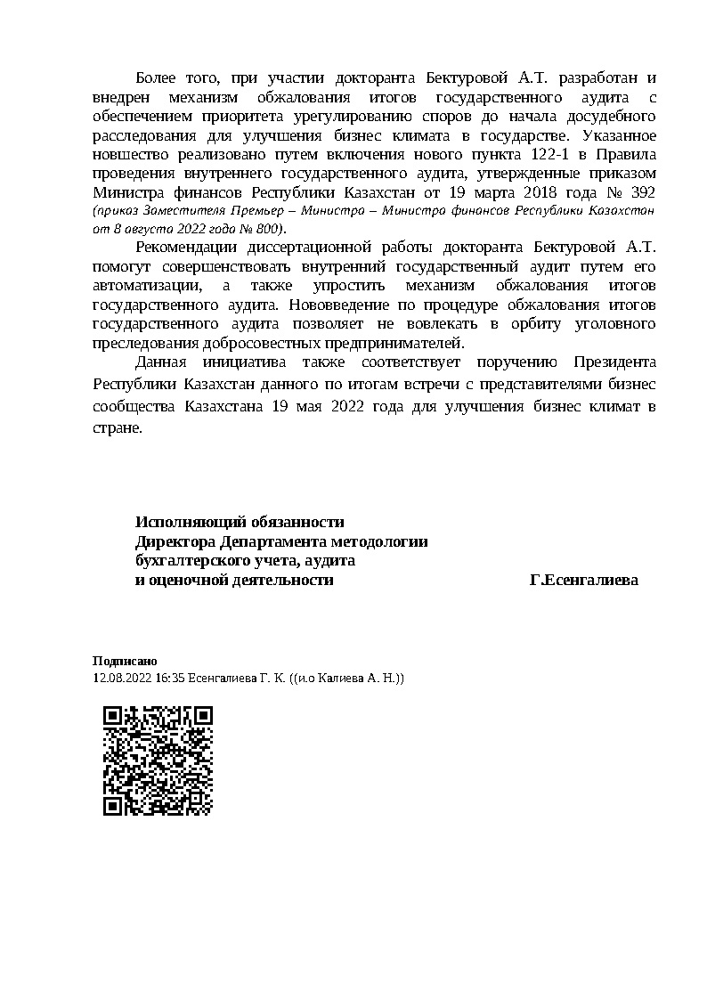 Более того, при участии докторанта Бектуровой А.Т. разработан и
внедрен механизм обжалования итогов государственного аудита с
обеспечением приоритета урегулированию споров до начала досудебного
расследования для улучшения бизнес климата в государстве. Указанное
новшество реализовано путем включения нового пункта 122-1 в Правила
проведения внутреннего государственного аудита, утвержденные приказом
Министра финансов Республики Казахстан от 19 марта 2018 года № 392
(приказ Заместителя Премьер – Министра – Министра финансов Республики Казахстан
от 8 августа 2022 года № 800).
Рекомендации диссертационной работы докторанта Бектуровой А.Т.
помогут совершенствовать внутренний государственный аудит путем его
автоматизации, а также упростить механизм обжалования итогов
государственного аудита. Нововведение по процедуре обжалования итогов
государственного аудита позволяет не вовлекать в орбиту уголовного
преследования добросовестных предпринимателей.
Данная инициатива также соответствует поручению Президента
Республики Казахстан данного по итогам встречи с представителями бизнес
сообщества Казахстана 19 мая 2022 года для улучшения бизнес климат в
стране.
Исполняющий обязанности
Директора Департамента методологии
бухгалтерского учета, аудита
и оценочной деятельности Г.Есенгалиева
Подписано
12.08.2022 16:35 Есенгалиева Г. К. ((и.о Калиева А. Н.))